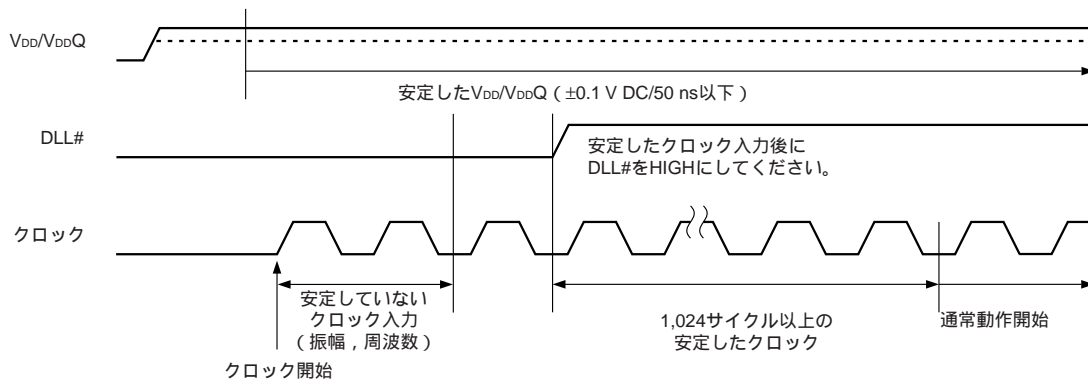 VDD/VDDQ
安定したVDD/VDDQ（±0.1 V DC/50 ns以下）
DLL#
安定したクロック入力後に
DLL#をHIGHにしてください。
クロック
安定していない
クロック入力
（振幅，周波数）
1,024サイクル以上の
安定したクロック
通常動作開始
クロック開始